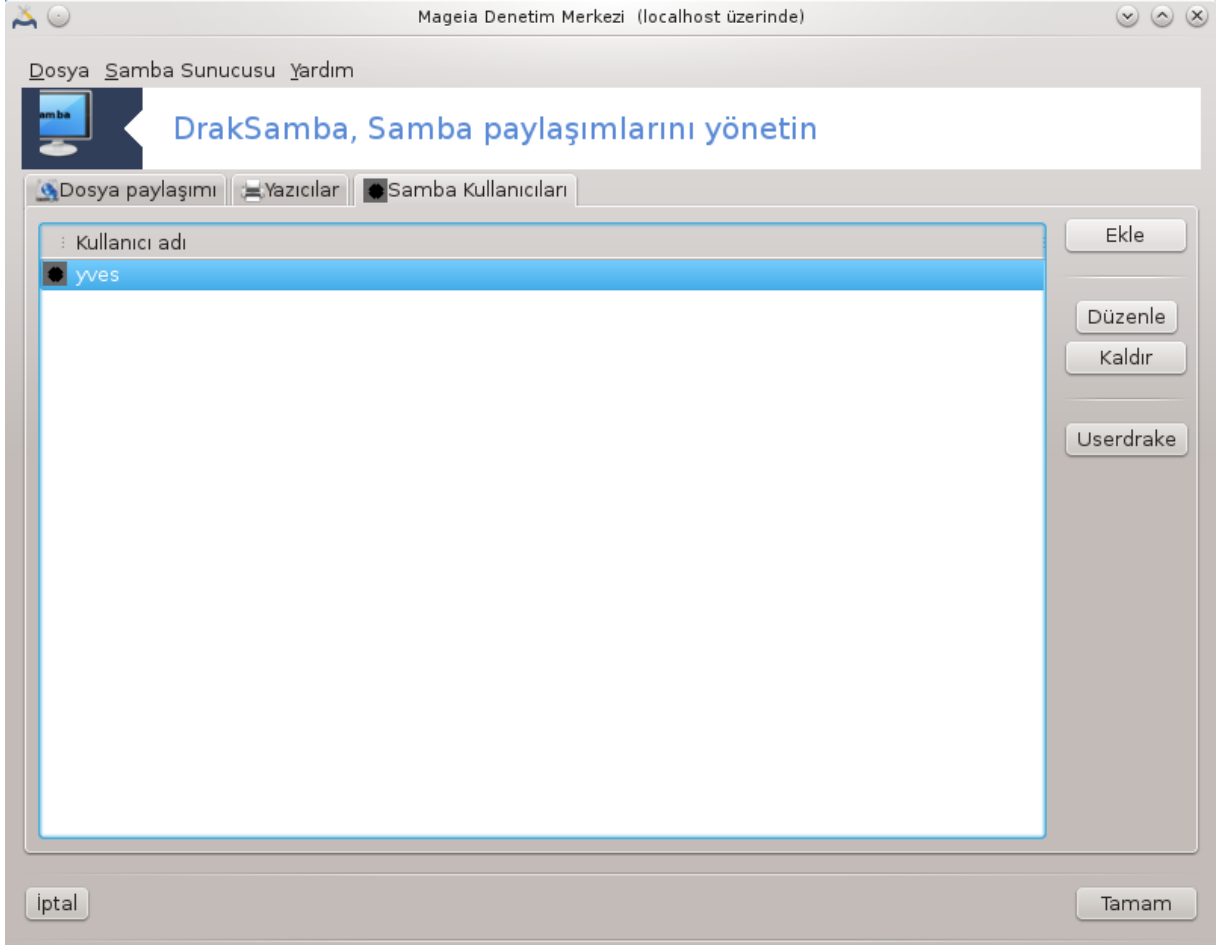 Mageia Denetim Merkezi (localhost üzerinde)
Dosya Samba Sunucusu Yardım
amba
DrakSamba, Samba paylaşımlarını yönetin
Dosya paylaşımı Yazıcılar Samba Kullanıcıları
Kullanıcı adı
yves
Ekle
Düzenle
Kaldır
Userdrake
İptal
Tamam